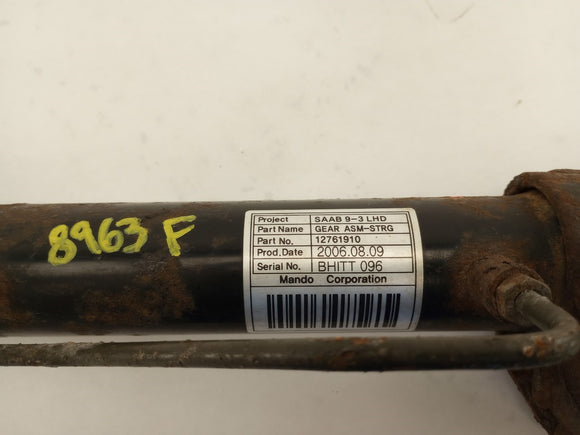 8963 F
Project SAAB 9-3 LHD
Part Name GEAR ASM-STRG
Part No. 12761910
Prod.Date 2006.08.09
Serial No. BHITT 096
Mando Corporation